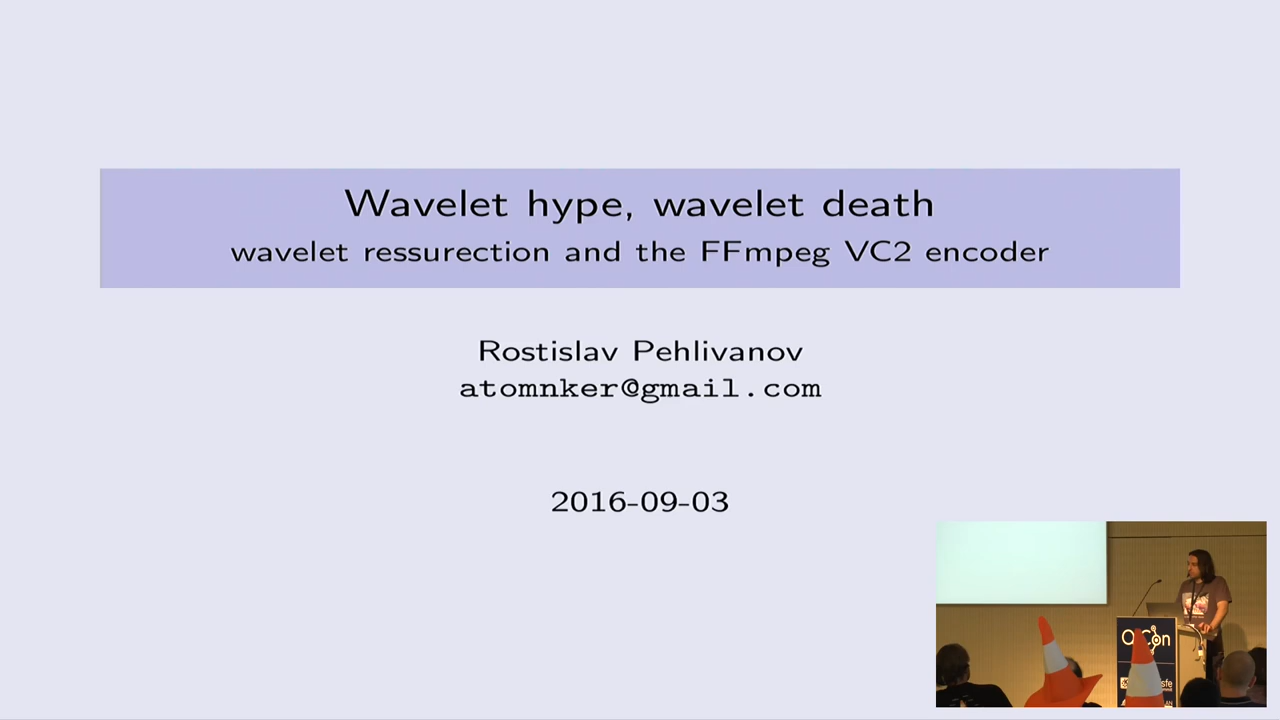 Wavelet hype, wavelet death
wavelet ressurection and the FFmpeg VC2 encoder
Rostislav Pehlivanov
atomnker@gmail.com
2016-09-03